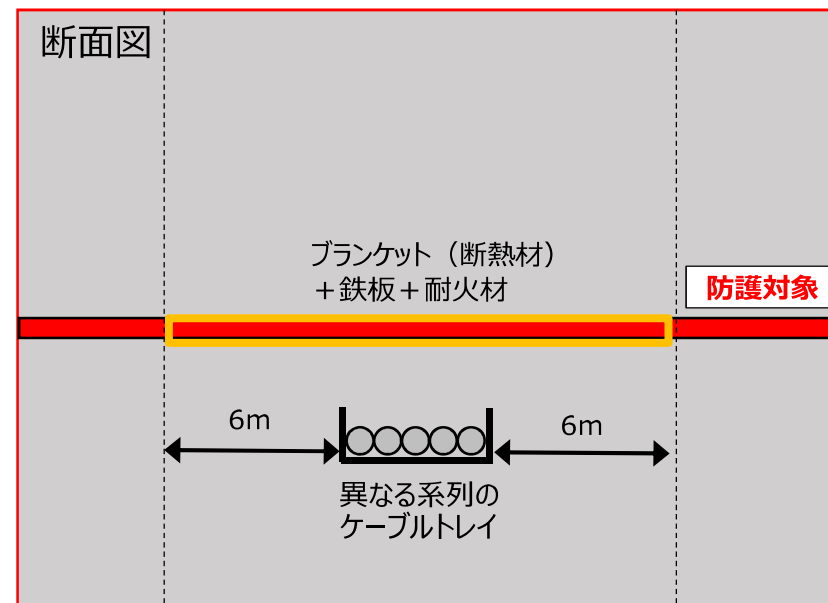 断面図
ブランケット（断熱材）
＋鉄板＋耐火材
防護対象
6m
6m
異なる系列の
ケーブルトレイ